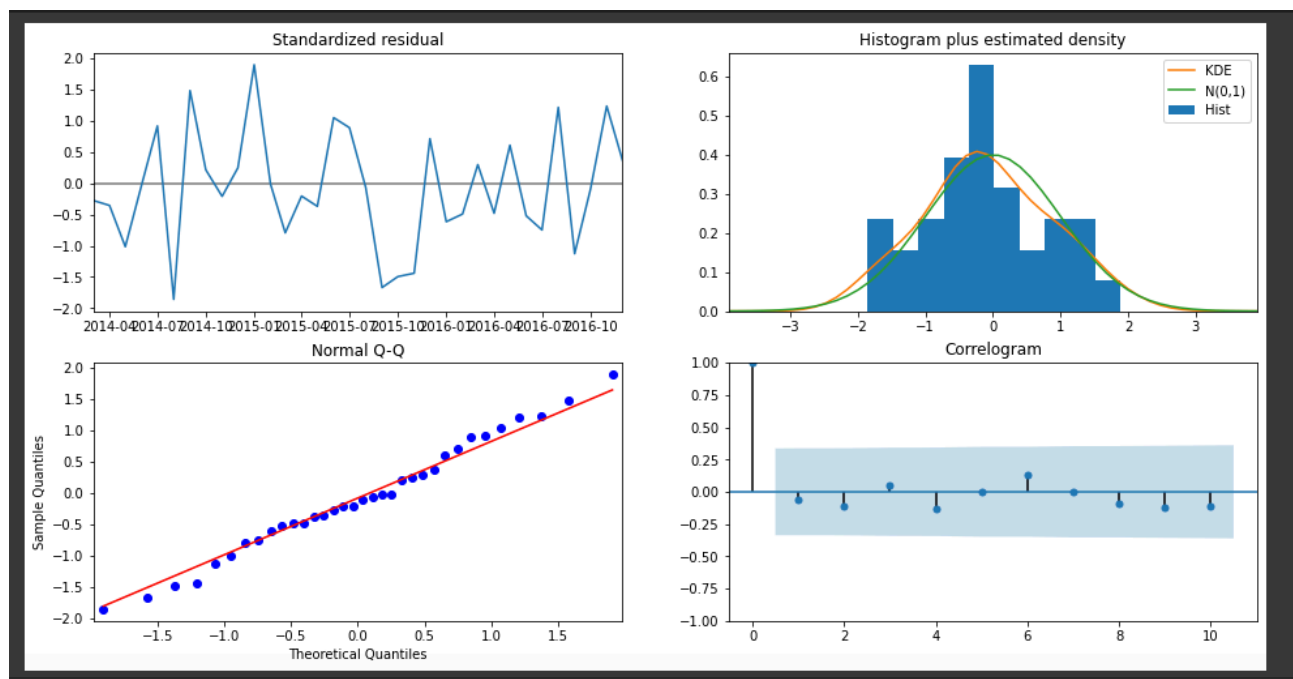 Standardized residual
2.0
1.5
1.0
0.5
0.0
−0.5
−1.0
−1.5
−2.0
2014-04 2014-07 2014-10 2015-01 2015-04 2015-07 2015-10 2016-01 2016-04 2016-07 2016-10
Histogram plus estimated density
0.6
0.5
0.4
0.3
0.2
0.1
0.0
KDE
N(0,1)
Hist
−3 −2 −1 0 1 2 3
Normal Q-Q
Sample Quantiles
2.0
1.5
1.0
0.5
0.0
−0.5
−1.0
−1.5
−2.0
−1.5 −1.0 −0.5 0.0 0.5 1.0 1.5
Theoretical Quantiles
Correlogram
1.00
0.75
0.50
0.25
0.00
−0.25
−0.50
−0.75
−1.00
0 2 4 6 8 10